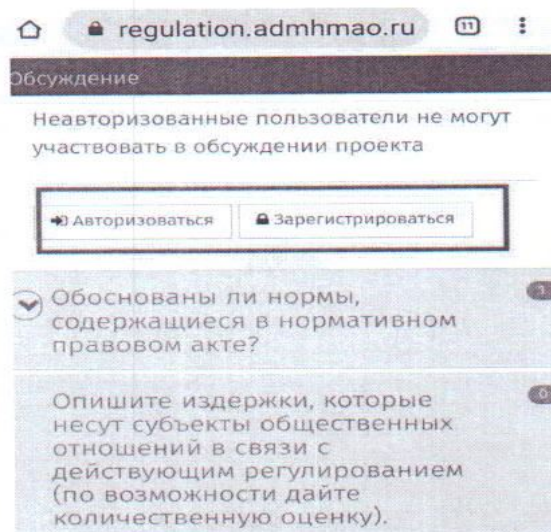 regulation.admhmao.ru 11
Обсуждение
Неавторизованные пользователи не могут
участвовать в обсуждении проекта
Авторизоваться Зарегистрироваться
Обоснованы ли нормы, 1
содержащиеся в нормативном
правовом акте?
Опишите издержки, которые 0
несут субъекты общественных
отношений в связи с
действующим регулированием
(по возможности дайте
количественную оценку).